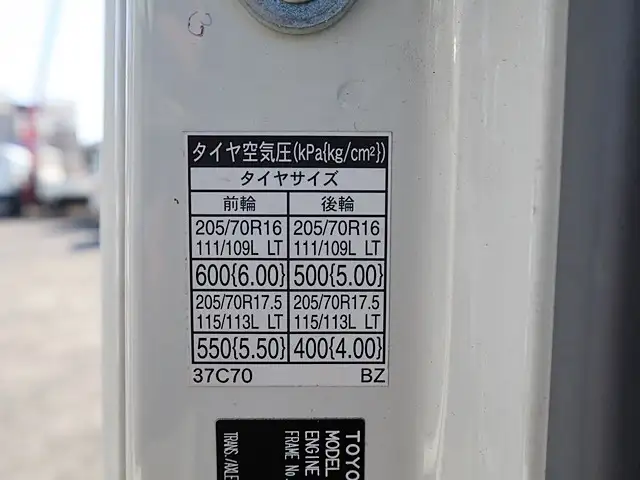 3
タイヤ空気圧(kPa{kg/cm²})
タイヤサイズ
前輪 後輪
205/70R16 205/70R16
111/109L LT 111/109L LT
600{6.00} 500{5.00}
205/70R17.5 205/70R17.5
115/113L LT 115/113L LT
550{5.50} 400{4.00}
37C70 BZ
MODEL
ENGINE
FRAME No.